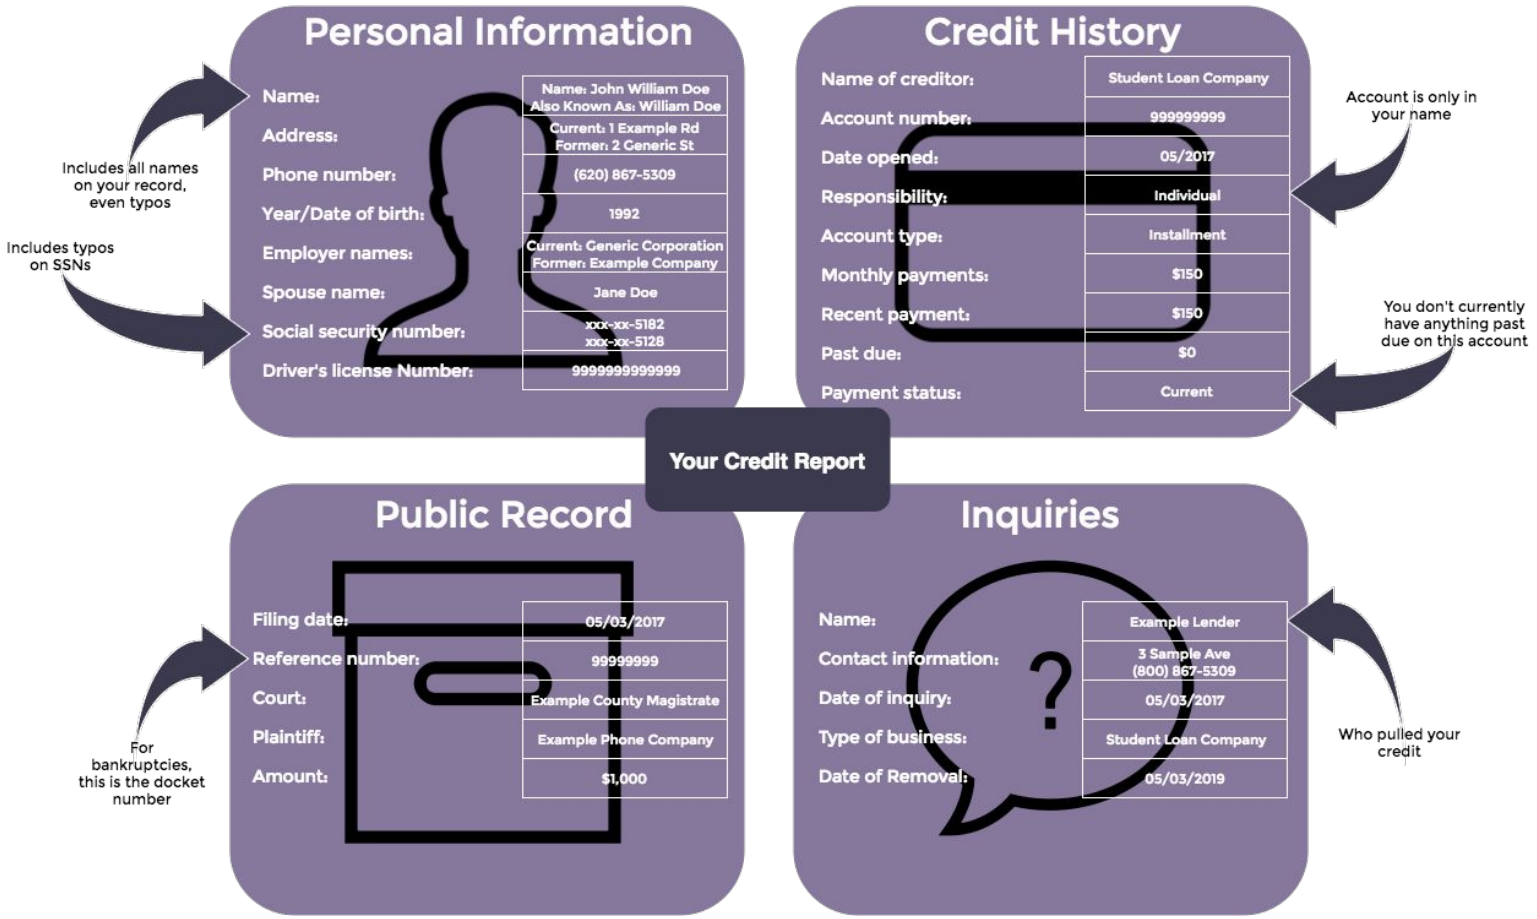 Personal Information
Name:
Name: John William Doe
Also Known As: William Doe
Address:
Current: 1 Example Rd
Former: 2 Generic St
Phone number:
(620) 867-5309
Year/Date of birth:
1992
Employer names:
Current: Generic Corporation
Former: Example Company
Spouse name:
Jane Doe
Social security number:
xxx-xx-5182
xxx-xx-5128
Driver's license Number:
9999999999999
Includes all names
on your record,
even typos
Includes typos
on SSNs
Credit History
Name of creditor:
Student Loan Company
Account number:
999999999
Date opened:
05/2017
Responsibility:
Individual
Account type:
Installment
Monthly payments:
$150
Recent payment:
$150
Past due:
$0
Payment status:
Current
Account is only in
your name
You don't currently
have anything past
due on this account
Your Credit Report
Public Record
Filing date:
05/03/2017
Reference number:
99999999
Court:
Example County Magistrate
Plaintiff:
Example Phone Company
Amount:
$1,000
For
bankruptcies,
this is the docket
number
Inquiries
Name:
Example Lender
Contact information:
3 Sample Ave
(800) 867-5309
Date of inquiry:
05/03/2017
Type of business:
Student Loan Company
Date of Removal:
05/03/2019
Who pulled your
credit